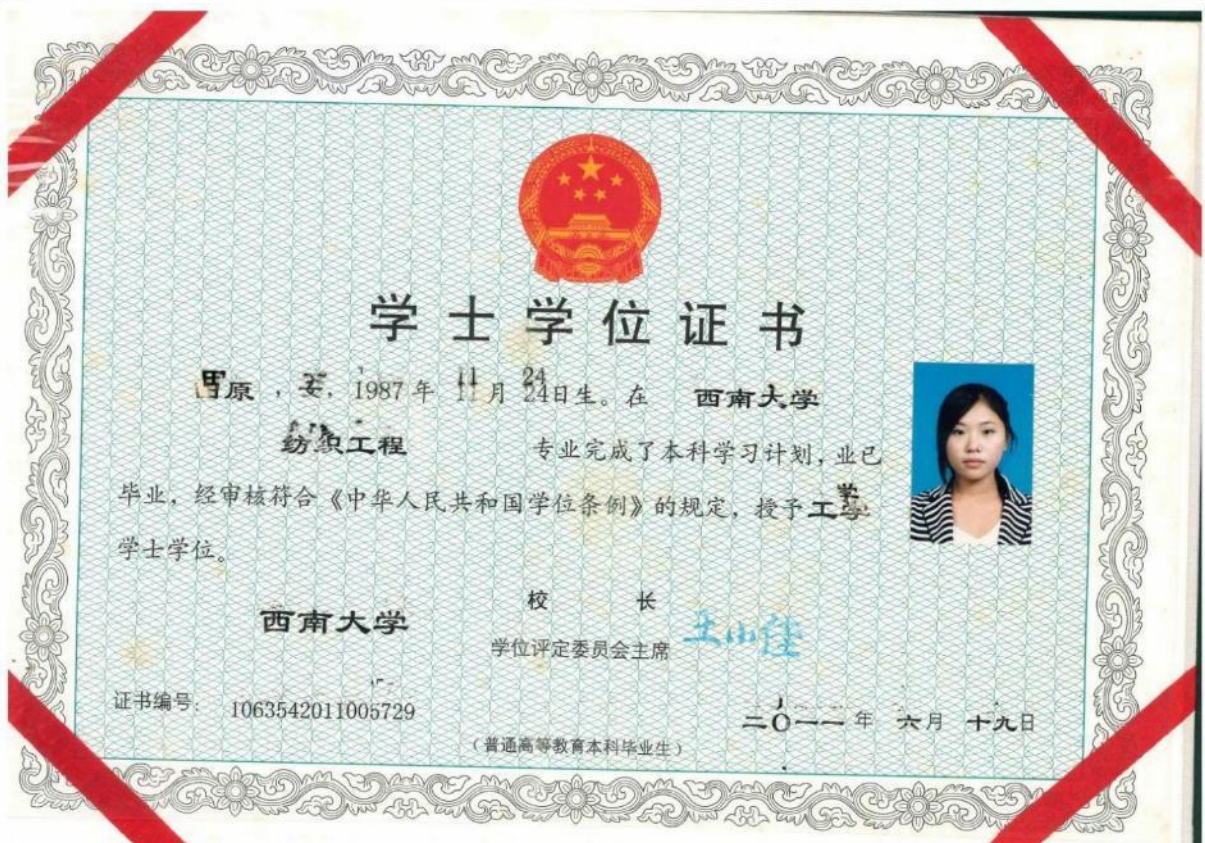 学士学位证书
原，女，1987年 11月 24日生。在 西南大学
纺织工程 专业完成了本科学习计划，业已
毕业，经审核符合《中华人民共和国学位条例》的规定，授予工学
学士学位。
西南大学
校 长
学位评定委员会主席
证书编号： 1063542011005729
二〇一一年 六月 十九日
（普通高等教育本科毕业生）